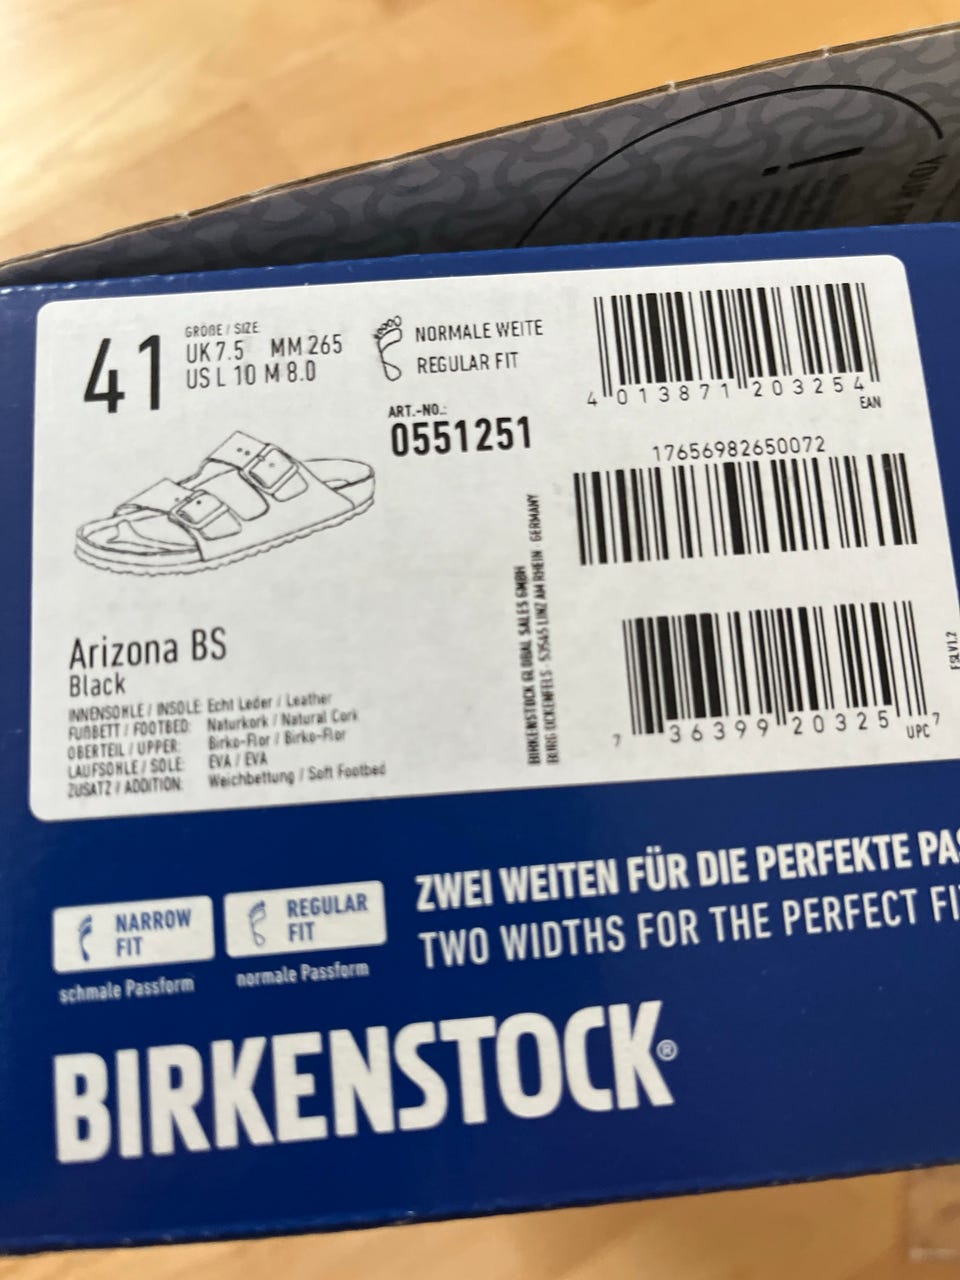 41
GRÖßE / SIZE
UK 7.5 MM 265
US L 10 M 8.0
NORMALE WEITE
REGULAR FIT
ART.-NO.:
0551251
4 013871 203254
EAN
17656982650072
7 36399 20325 7
UPC
FSLV1.2
BIRKENSTOCK GLOBAL SALES GMBH
BURG OCKENFELS · 53545 LINZ AM RHEIN · GERMANY
Arizona BS
Black
INNENSOHLE / INSOLE: Echt Leder / Leather
FUßBETT / FOOTBED: Naturkork / Natural Cork
OBERTEIL / UPPER: Birko-Flor / Birko-Flor
LAUFSOHLE / SOLE: EVA / EVA
ZUSATZ / ADDITION: Weichbettung / Soft Footbed
NARROW
FIT
schmale Passform
REGULAR
FIT
normale Passform
ZWEI WEITEN FÜR DIE PERFEKTE PAS
TWO WIDTHS FOR THE PERFECT FI
BIRKENSTOCK®